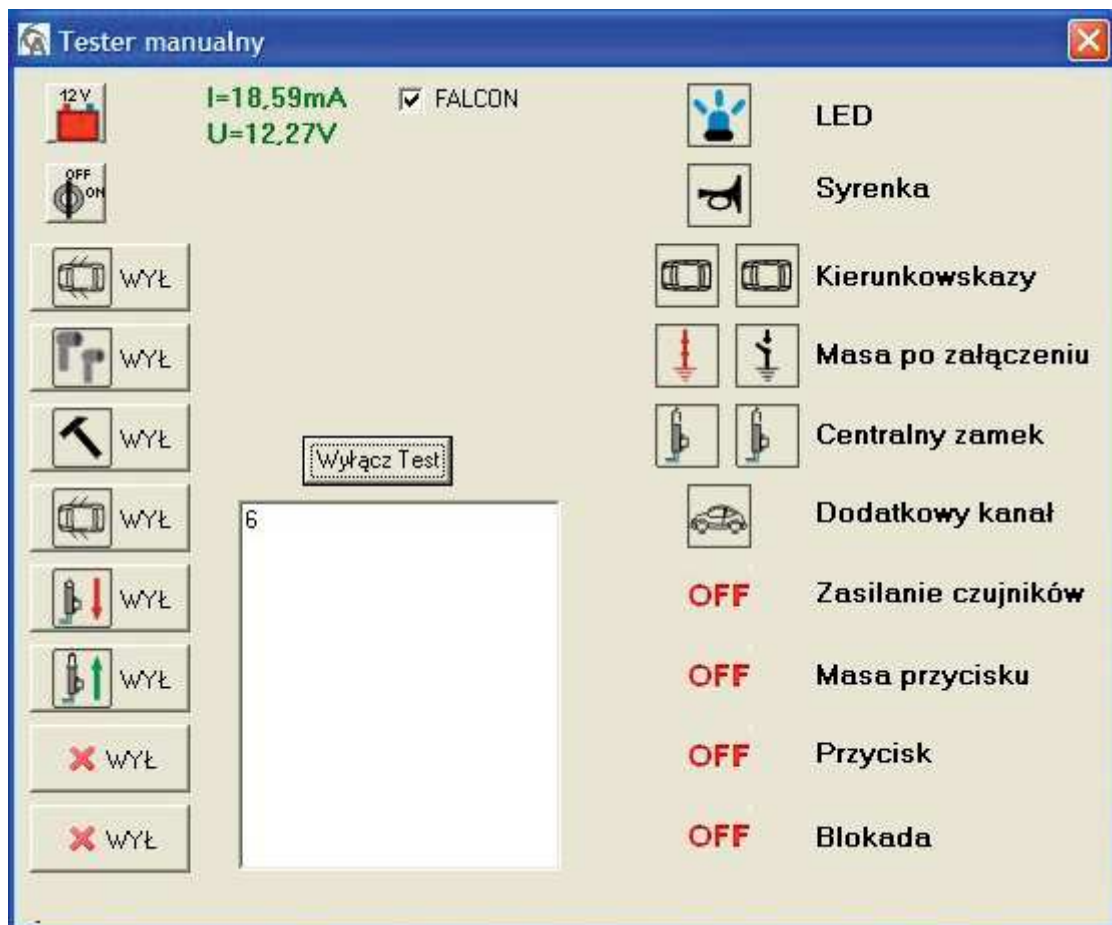 Tester manualny
12V
I=18,59mA
U=12,27V
FALCON
LED
OFF
ON
Syrenka
WYŁ
Kierunkowskazy
WYŁ
Masa po załączeniu
WYŁ
Centralny zamek
Wyłącz Test
WYŁ
6
Dodatkowy kanał
WYŁ
OFF Zasilanie czujników
WYŁ
OFF Masa przycisku
WYŁ
OFF Przycisk
WYŁ
OFF Blokada